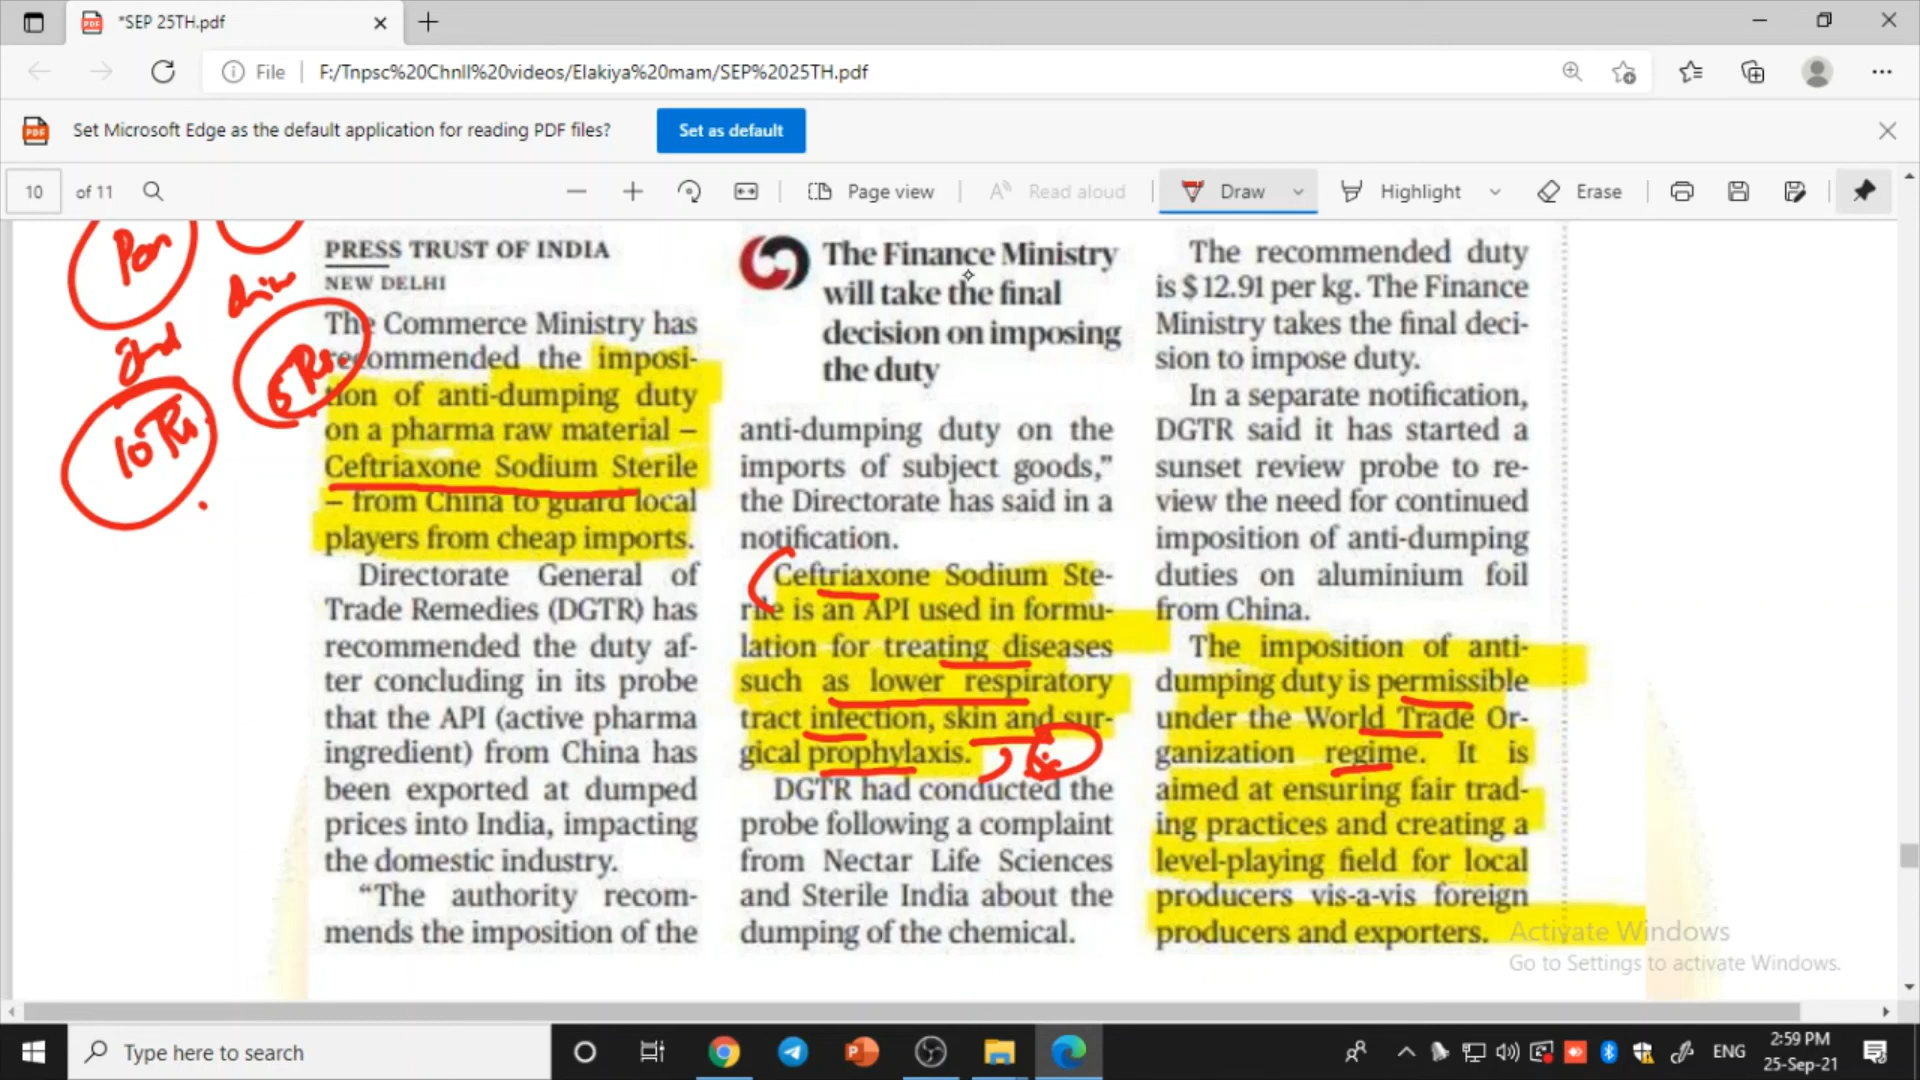 *SEP 25TH.pdf
File
F:/Tnpsc%20Chnll%20videos/Elakiya%20mam/SEP%2025TH.pdf
Set Microsoft Edge as the default application for reading PDF files?
Set as default
10 of 11
Page view
Read aloud
Draw
Highlight
Erase
5 Rs.
10 Rs.
PRESS TRUST OF INDIA
NEW DELHI
The Commerce Ministry has
recommended the imposi-
tion of anti-dumping duty
on a pharma raw material –
Ceftriaxone Sodium Sterile
– from China to guard local
players from cheap imports.
Directorate General of
Trade Remedies (DGTR) has
recommended the duty af-
ter concluding in its probe
that the API (active pharma
ingredient) from China has
been exported at dumped
prices into India, impacting
the domestic industry.
“The authority recom-
mends the imposition of the
The Finance Ministry
will take the final
decision on imposing
the duty
anti-dumping duty on the
imports of subject goods,”
the Directorate has said in a
notification.
Ceftriaxone Sodium Ste-
rile is an API used in formu-
lation for treating diseases
such as lower respiratory
tract infection, skin and sur-
gical prophylaxis.
DGTR had conducted the
probe following a complaint
from Nectar Life Sciences
and Sterile India about the
dumping of the chemical.
The recommended duty
is $ 12.91 per kg. The Finance
Ministry takes the final deci-
sion to impose duty.
In a separate notification,
DGTR said it has started a
sunset review probe to re-
view the need for continued
imposition of anti-dumping
duties on aluminium foil
from China.
The imposition of anti-
dumping duty is permissible
under the World Trade Or-
ganization regime. It is
aimed at ensuring fair trad-
ing practices and creating a
level-playing field for local
producers vis-a-vis foreign
producers and exporters.
Activate Windows
Go to Settings to activate Windows.
Type here to search
ENG
2:59 PM
25-Sep-21